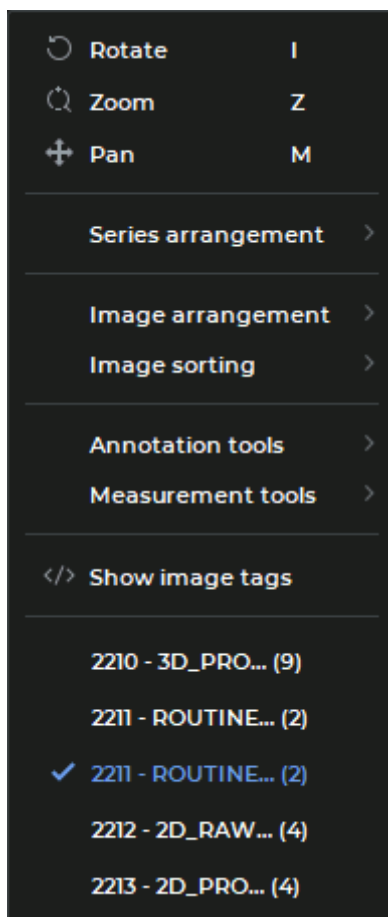 Rotate I
Zoom Z
Pan M
Series arrangement
Image arrangement
Image sorting
Annotation tools
Measurement tools
</> Show image tags
2210 - 3D_PRO... (9)
2211 - ROUTINE... (2)
2211 - ROUTINE... (2)
2212 - 2D_RAW... (4)
2213 - 2D_PRO... (4)